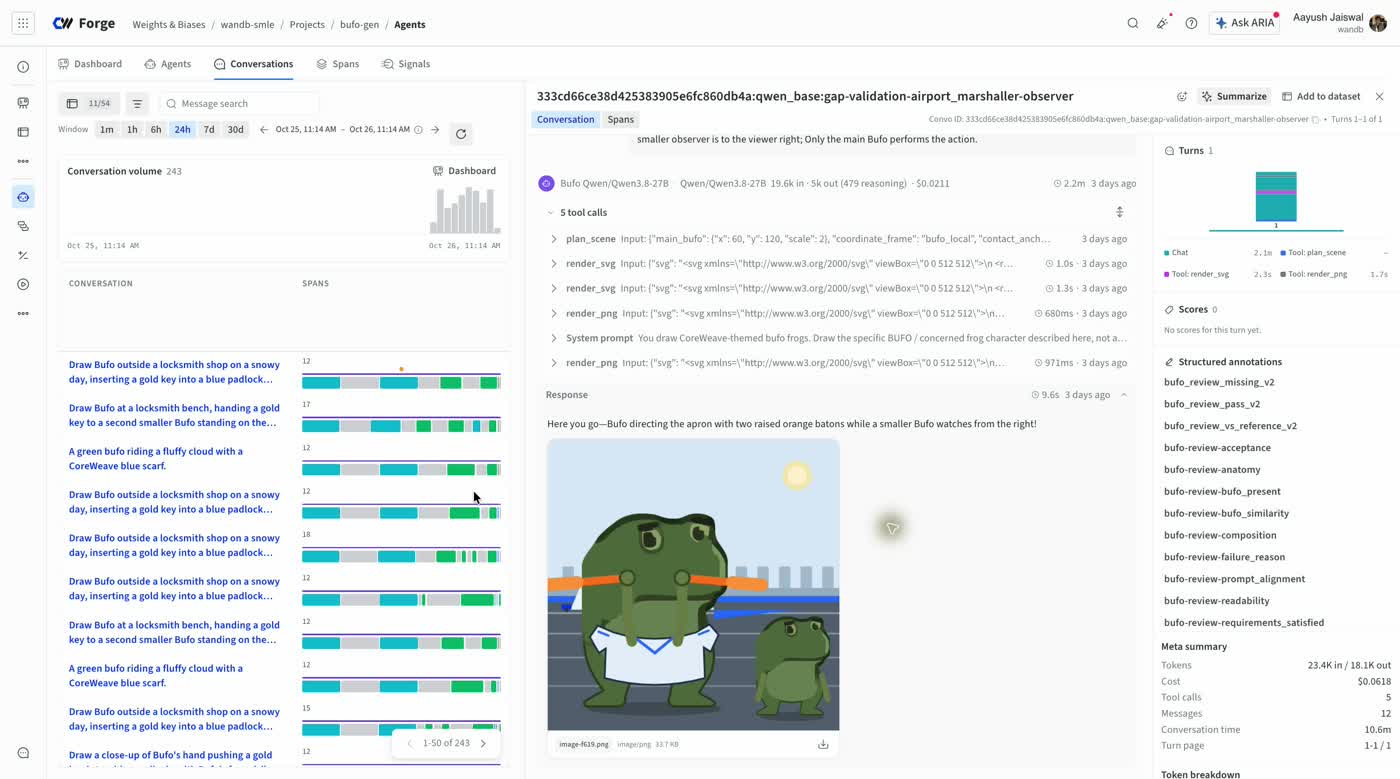 Forge
Weights & Biases / wandb-smle / Projects / bufo-gen / Agents
Ask ARIA
Aayush Jaiswal
wandb
Dashboard
Agents
Conversations
Spans
Signals
11/54
Message search
Window 1m 1h 6h 24h 7d 30d Oct 25, 11:14 AM – Oct 26, 11:14 AM
Conversation volume 243
Dashboard
Oct 25, 11:14 AM
Oct 26, 11:14 AM
CONVERSATION SPANS
Draw Bufo outside a locksmith shop on a snowy
day, inserting a gold key into a blue padlock…
12
Draw Bufo at a locksmith bench, handing a gold
key to a second smaller Bufo standing on the…
17
A green bufo riding a fluffy cloud with a
CoreWeave blue scarf.
12
Draw Bufo outside a locksmith shop on a snowy
day, inserting a gold key into a blue padlock…
12
Draw Bufo outside a locksmith shop on a snowy
day, inserting a gold key into a blue padlock…
18
Draw Bufo outside a locksmith shop on a snowy
day, inserting a gold key into a blue padlock…
12
Draw Bufo at a locksmith bench, handing a gold
key to a second smaller Bufo standing on the…
12
A green bufo riding a fluffy cloud with a
CoreWeave blue scarf.
12
Draw Bufo outside a locksmith shop on a snowy
day, inserting a gold key into a blue padlock…
15
Draw a close-up of Bufo's hand pushing a gold
12
1-50 of 243
333cd66ce38d425383905e6fc860db4a:qwen_base:gap-validation-airport_marshaller-observer
Summarize
Add to dataset
Conversation Spans
Convo ID: 333cd66ce38d425383905e6fc860db4a:qwen_base:gap-validation-airport_marshaller-observer • Turns 1–1 of 1
smaller observer is to the viewer right; Only the main Bufo performs the action.
Bufo Qwen/Qwen3.8-27B Qwen/Qwen3.8-27B 19.6k in · 5k out (479 reasoning) · $0.0211 2.2m 3 days ago
5 tool calls
plan_scene Input: {"main_bufo": {"x": 60, "y": 120, "scale": 2}, "coordinate_frame": "bufo_local", "contact_anch… 3 days ago
render_svg Input: {"svg": "<svg xmlns=\"http://www.w3.org/2000/svg\" viewBox=\"0 0 512 512\">\n <r… 1.0s · 3 days ago
render_svg Input: {"svg": "<svg xmlns=\"http://www.w3.org/2000/svg\" viewBox=\"0 0 512 512\">\n <r… 1.3s · 3 days ago
render_png Input: {"svg": "<svg xmlns=\"http://www.w3.org/2000/svg\" viewBox=\"0 0 512 512\">\n… 680ms · 3 days ago
System prompt You draw CoreWeave-themed bufo frogs. Draw the specific BUFO / concerned frog character described here, not a…
render_png Input: {"svg": "<svg xmlns=\"http://www.w3.org/2000/svg\" viewBox=\"0 0 512 512\">\n… 971ms · 3 days ago
Response 9.6s 3 days ago
Here you go—Bufo directing the apron with two raised orange batons while a smaller Bufo watches from the right!
image-f619.png image/png 33.7 KB
Turns 1
1
Chat 2.1m Tool: plan_scene –
Tool: render_svg 2.3s Tool: render_png 1.7s
Scores 0
No scores for this turn yet.
Structured annotations
bufo_review_missing_v2
bufo_review_pass_v2
bufo_review_vs_reference_v2
bufo-review-acceptance
bufo-review-anatomy
bufo-review-bufo_present
bufo-review-bufo_similarity
bufo-review-composition
bufo-review-failure_reason
bufo-review-prompt_alignment
bufo-review-readability
bufo-review-requirements_satisfied
Meta summary
Tokens 23.4K in / 18.1K out
Cost $0.0618
Tool calls 5
Messages 12
Conversation time 10.6m
Turn page 1-1 / 1
Token breakdown